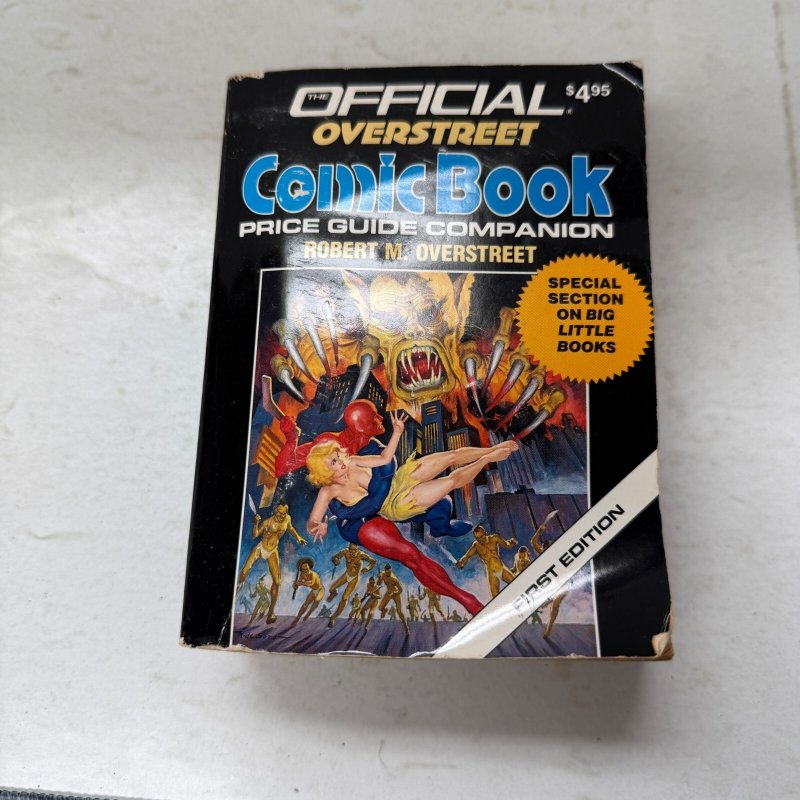 THE OFFICIAL®
$4.95
OVERSTREET
Comic Book
PRICE GUIDE COMPANION
ROBERT M. OVERSTREET
SPECIAL
SECTION
ON BIG
LITTLE
BOOKS
FIRST EDITION